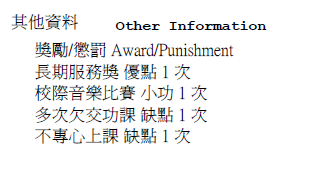 其他資料 Other Information
獎勵/懲罰 Award/Punishment
長期服務獎 優點 1 次
校際音樂比賽 小功 1 次
多次欠交功課 缺點 1 次
不專心上課 缺點 1 次